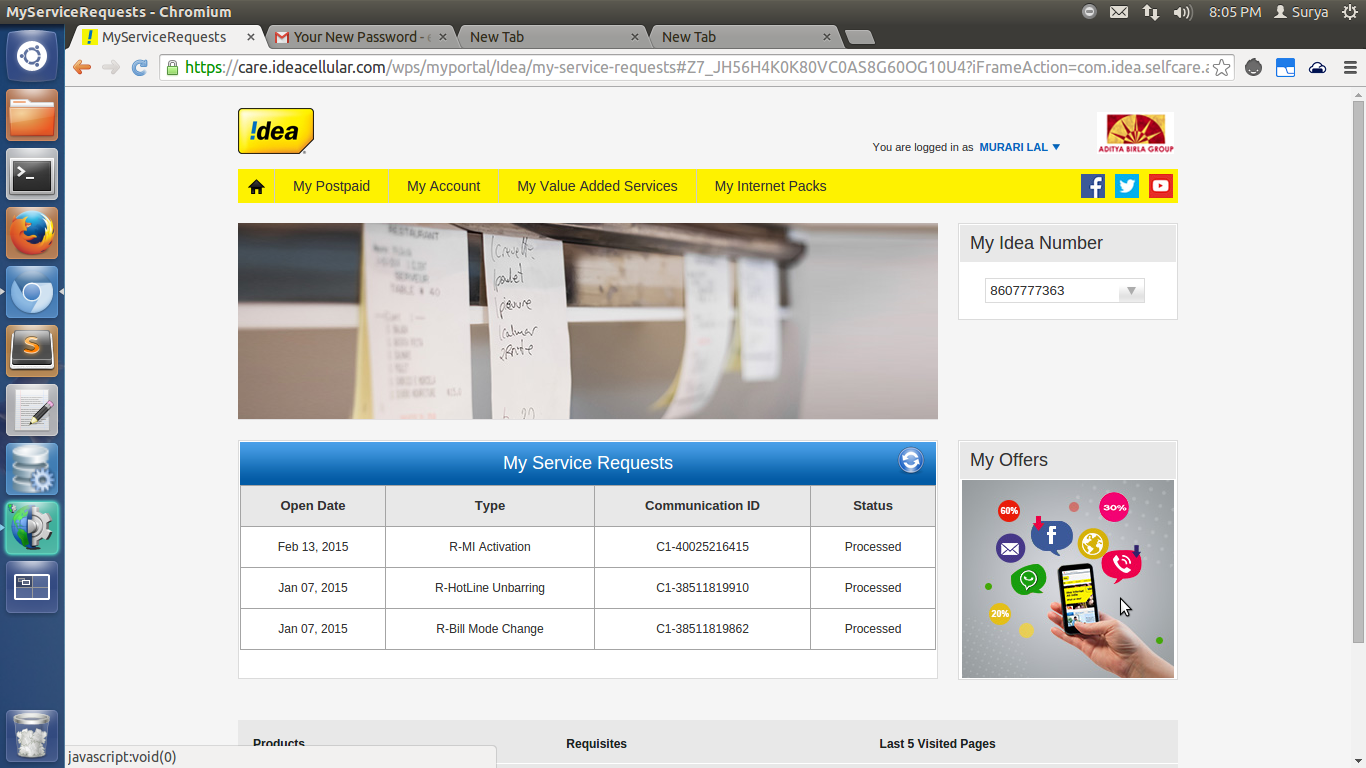 MyServiceRequests - Chromium
8:05 PM
Surya
MyServiceRequests
Your New Password -
New Tab
New Tab
https://care.ideacellular.com/wps/myportal/Idea/my-service-requests#Z7_JH56H4K0K80VC0AS8G60OG10U4?iFrameAction=com.idea.selfcare.a
!dea
You are logged in as MURARI LAL
ADITYA BIRLA GROUP
My Postpaid
My Account
My Value Added Services
My Internet Packs
RESTAURANT
SERVEUR
TABLE # 40
poulet
My Idea Number
8607777363
My Service Requests
Open Date Type Communication ID Status
Feb 13, 2015 R-MI Activation C1-40025216415 Processed
Jan 07, 2015 R-HotLine Unbarring C1-38511819910 Processed
Jan 07, 2015 R-Bill Mode Change C1-38511819862 Processed
My Offers
60%
30%
20%
Products
Requisites
Last 5 Visited Pages
javascript:void(0)